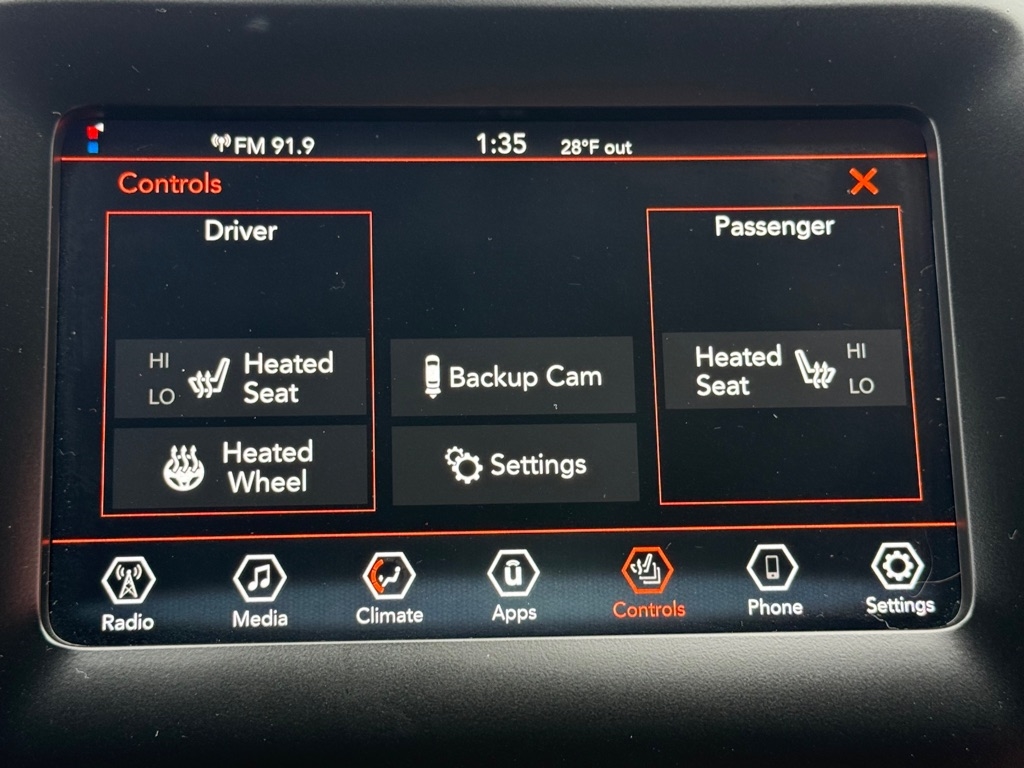 FM 91.9 1:35 28°F out
Controls
Driver
HI
LO
Heated
Seat
Heated
Wheel
Backup Cam
Settings
Passenger
Heated
Seat
HI
LO
Radio Media Climate Apps Controls Phone Settings